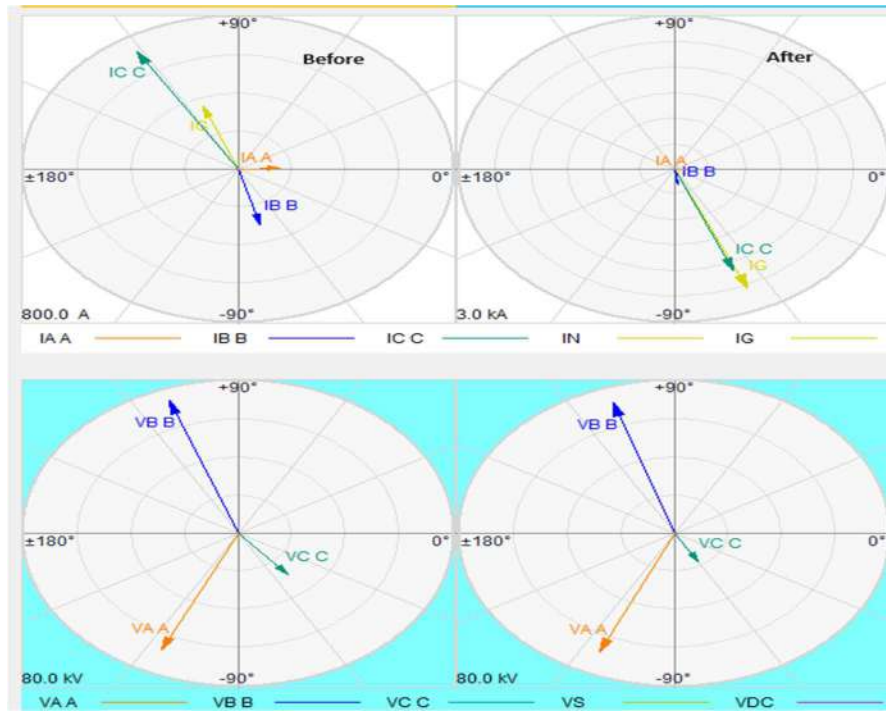 +90° +90°
Before After
IC C
IG
IA A IA A
IB B
±180° 0° ±180° 0°
IB B
IC C
IG
800.0 A -90° 3.0 kA -90°
IA A IB B IC C IN IG
+90° +90°
VB B VB B
±180° 0° ±180° 0°
VC C VC C
VA A VA A
80.0 kV -90° 80.0 kV -90°
VA A VB B VC C VS VDC